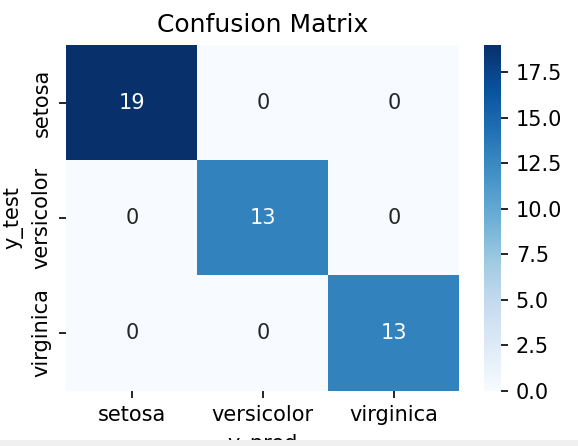 Confusion Matrix
setosa
19 0 0
17.5
15.0
versicolor
0 13 0
y_test
12.5
10.0
7.5
virginica
0 0 13
5.0
2.5
0.0
setosa versicolor virginica